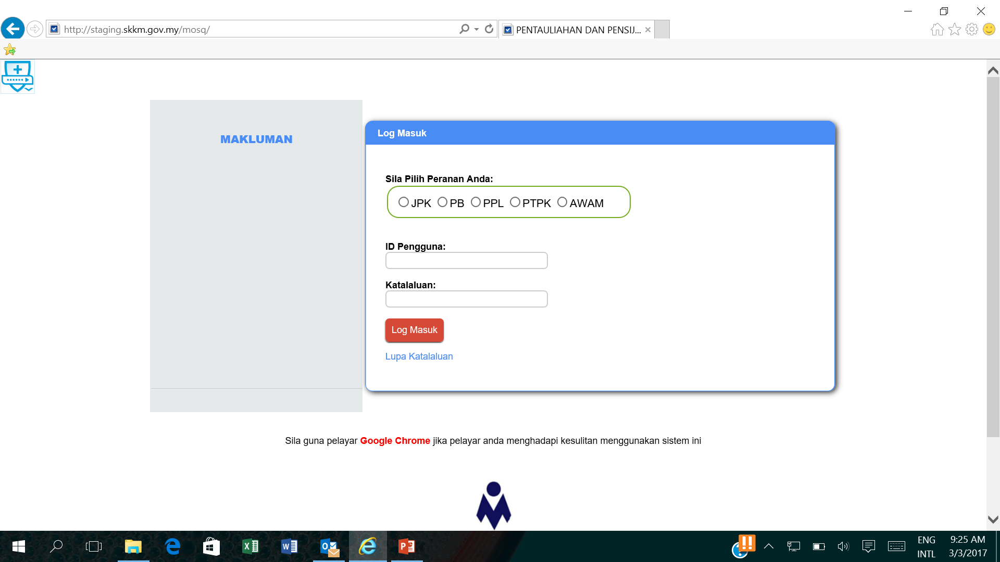 http://staging.skkm.gov.my/mosq/
PENTAULIAHAN DAN PENSIJ...
MAKLUMAN
Log Masuk
Sila Pilih Peranan Anda:
JPK PB PPL PTPK AWAM
ID Pengguna:
Katalaluan:
Log Masuk
Lupa Katalaluan
Sila guna pelayar Google Chrome jika pelayar anda menghadapi kesulitan menggunakan sistem ini
ENG
INTL
9:25 AM
3/3/2017